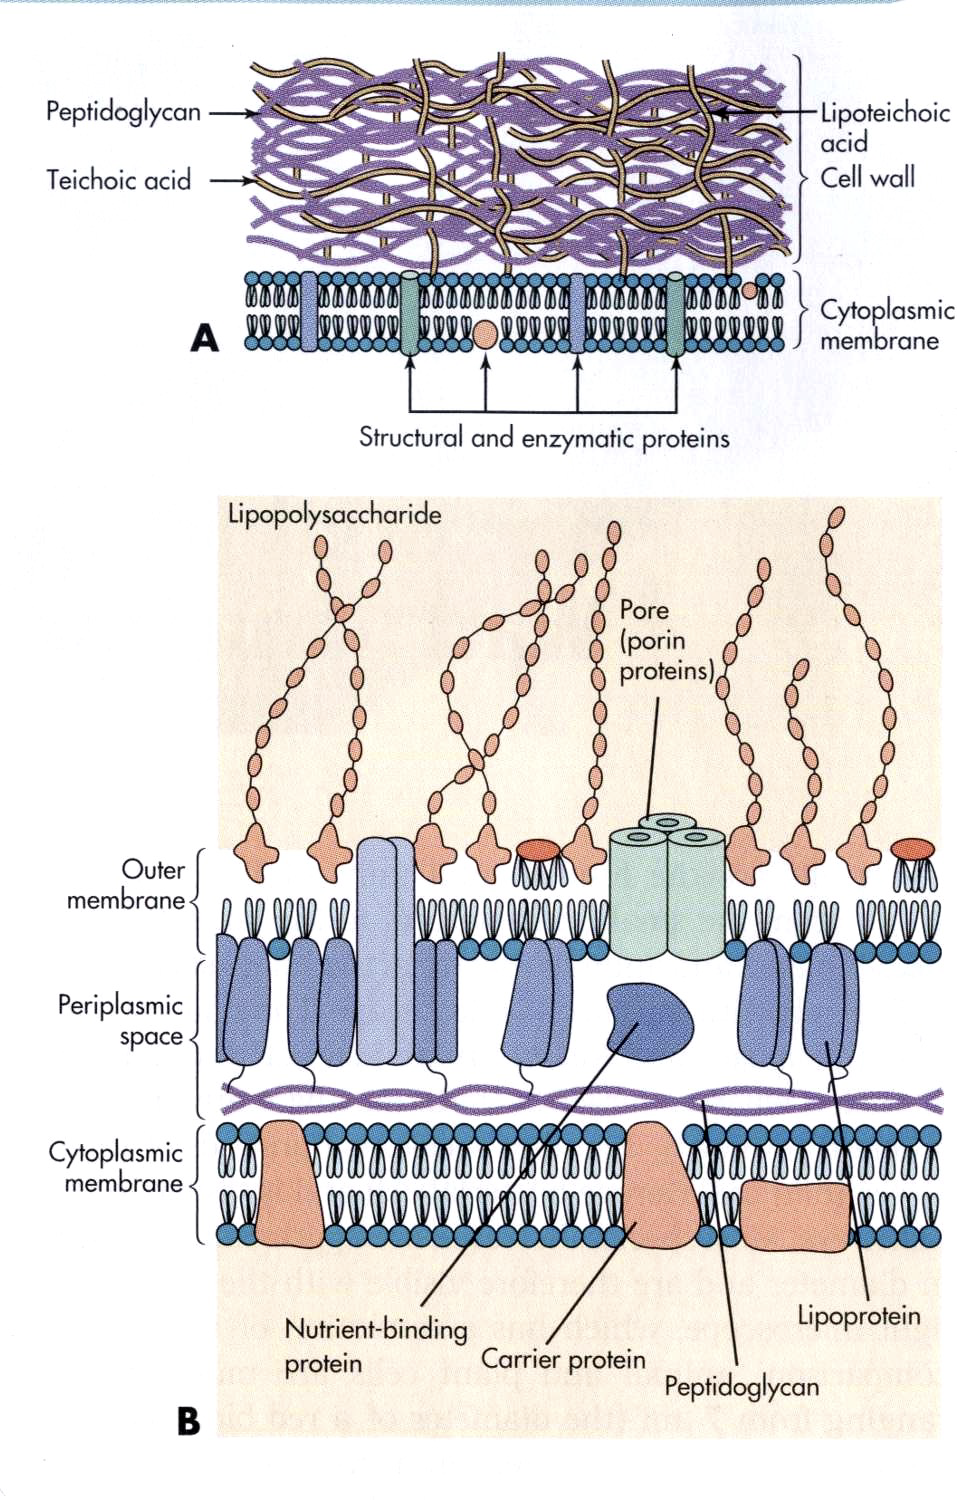 Peptidoglycan
Teichoic acid
Lipoteichoic
acid
Cell wall
Cytoplasmic
membrane
A
Structural and enzymatic proteins
Lipopolysaccharide
Pore
(porin
proteins)
Outer
membrane
Periplasmic
space
Cytoplasmic
membrane
Nutrient-binding
protein
Carrier protein
Lipoprotein
Peptidoglycan
B